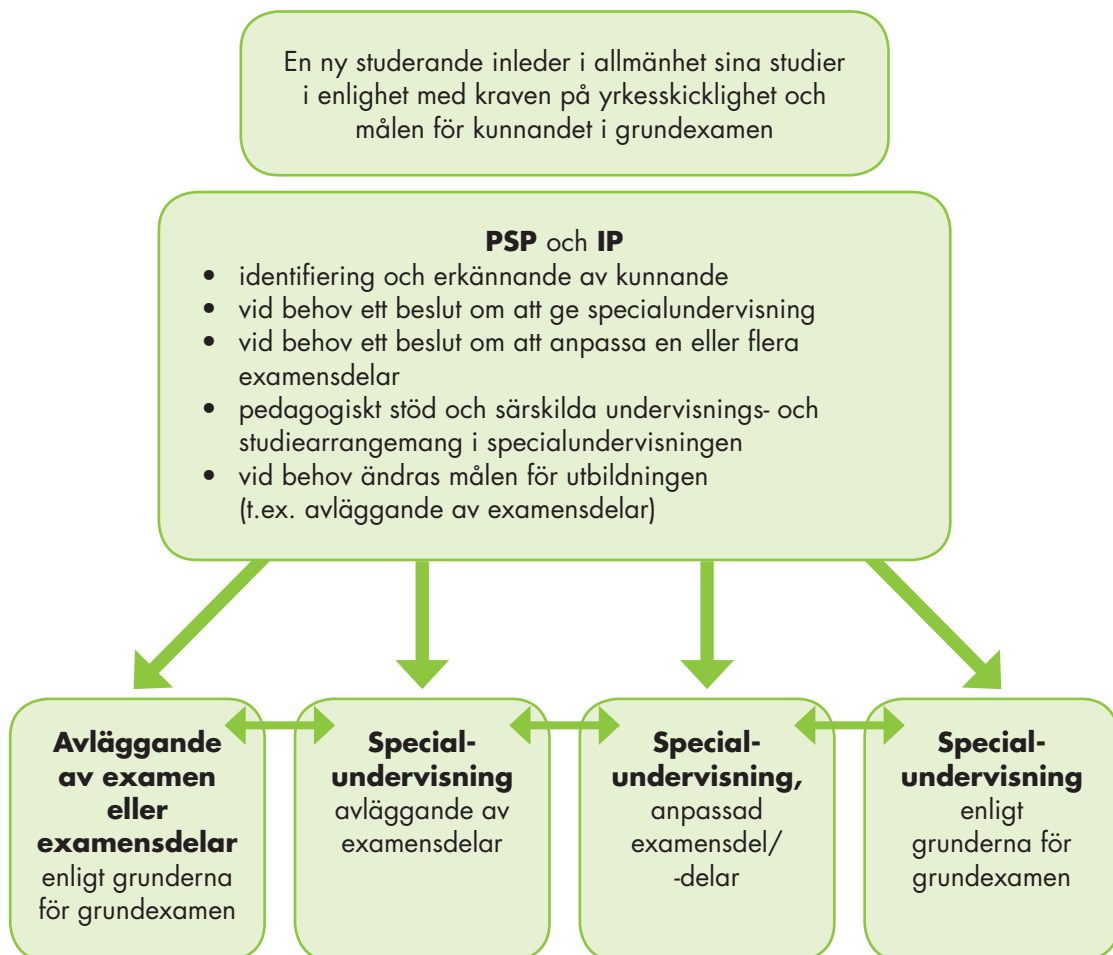 En ny studerande inleder i allmänhet sina studier
i enlighet med kraven på yrkesskicklighet och
målen för kunnandet i grundexamen
PSP och IP
• identifiering och erkännande av kunnande
• vid behov ett beslut om att ge specialundervisning
• vid behov ett beslut om att anpassa en eller flera
examensdelar
• pedagogiskt stöd och särskilda undervisnings- och
studiearrangemang i specialundervisningen
• vid behov ändras målen för utbildningen
(t.ex. avläggande av examensdelar)
Avläggande
av examen
eller
examensdelar
enligt grunderna
för grundexamen
Special-
undervisning
avläggande av
examensdelar
Special-
undervisning,
anpassad
examensdel/
-delar
Special-
undervisning
enligt
grunderna för
grundexamen